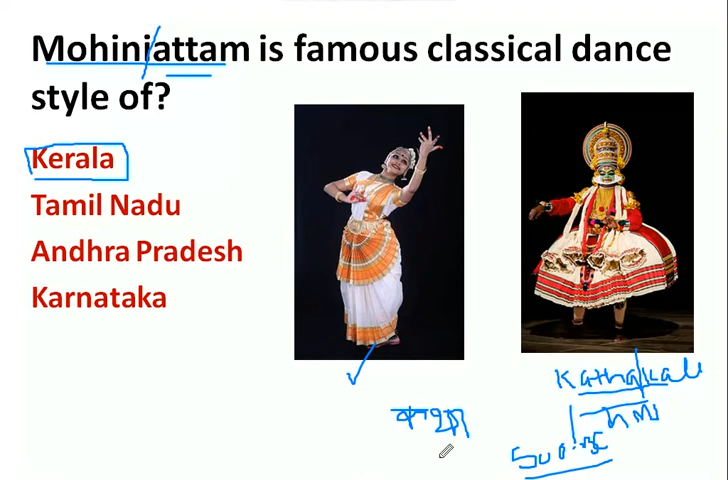 Mohiniattam is famous classical dance
style of?
Kerala
Tamil Nadu
Andhra Pradesh
Karnataka
Kathakali